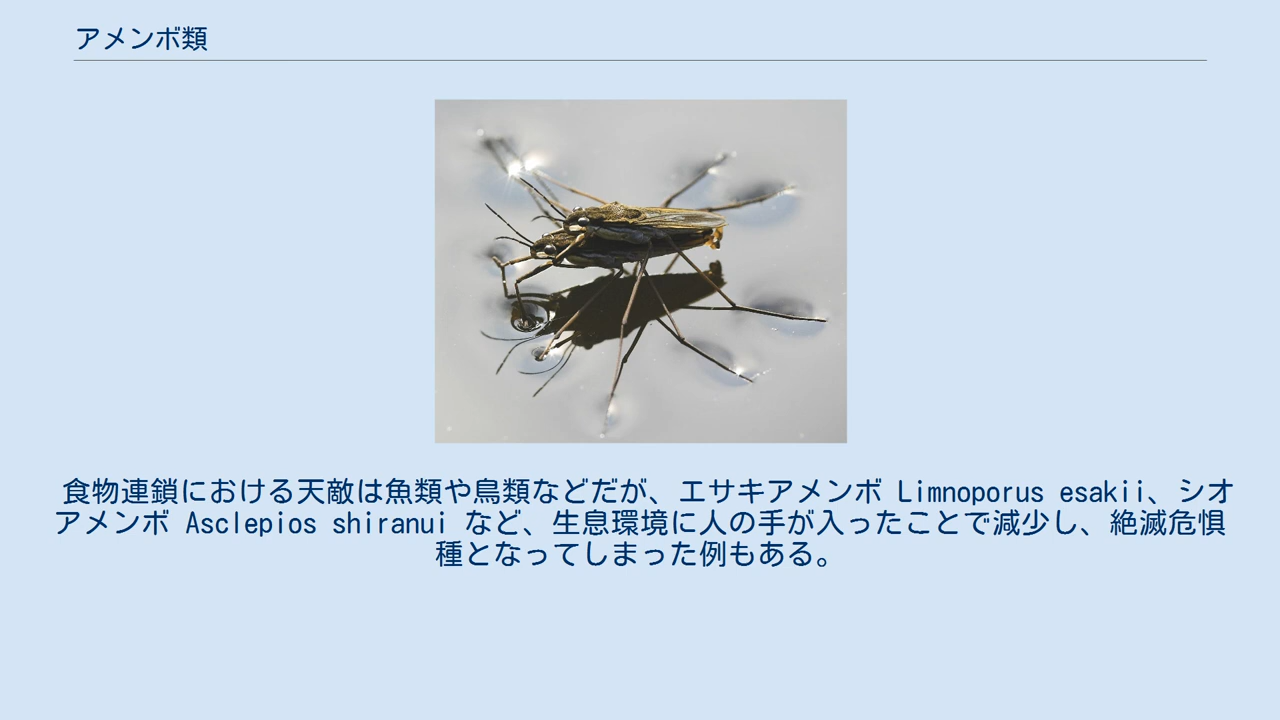 アメンボ類
食物連鎖における天敵は魚類や鳥類などだが、エサキアメンボ Limnoporus esakii、シオ
アメンボ Asclepios shiranui など、生息環境に人の手が入ったことで減少し、絶滅危惧
種となってしまった例もある。